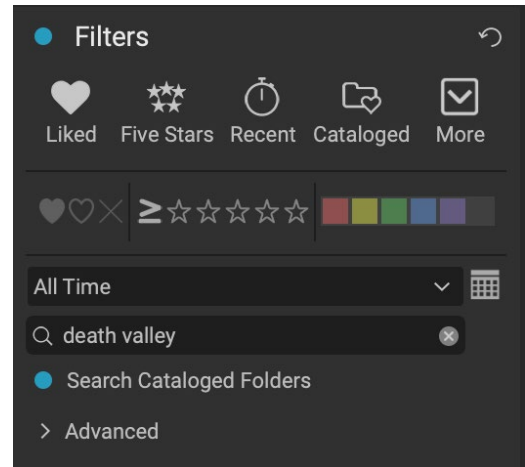 Filters
Liked Five Stars Recent Cataloged More
≥
All Time
death valley
Search Cataloged Folders
Advanced